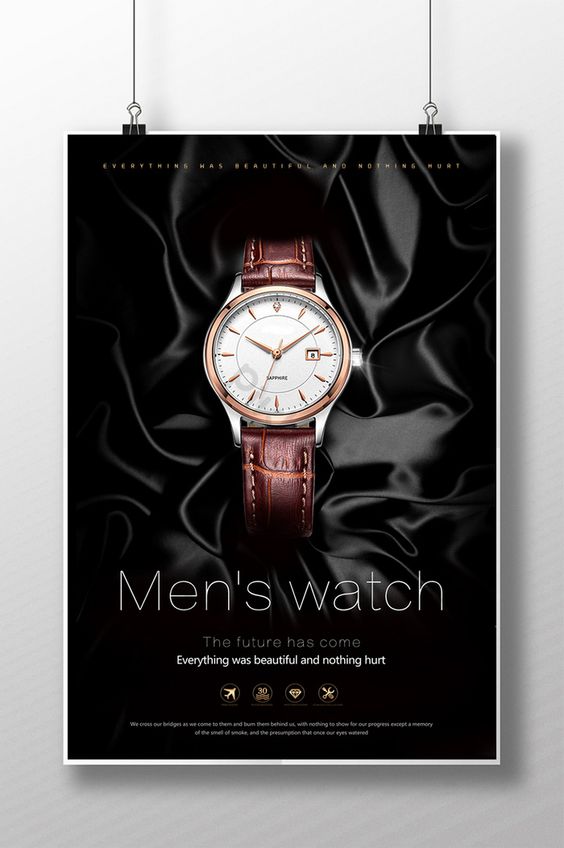 EVERYTHING WAS BEAUTIFUL AND NOTHING HURT
8
SAPPHIRE
Men's watch
The future has come
Everything was beautiful and nothing hurt
30
We cross our bridges as we come to them and burn them behind us, with nothing to show for our progress except a memory
of the smell of smoke, and the presumption that once our eyes watered